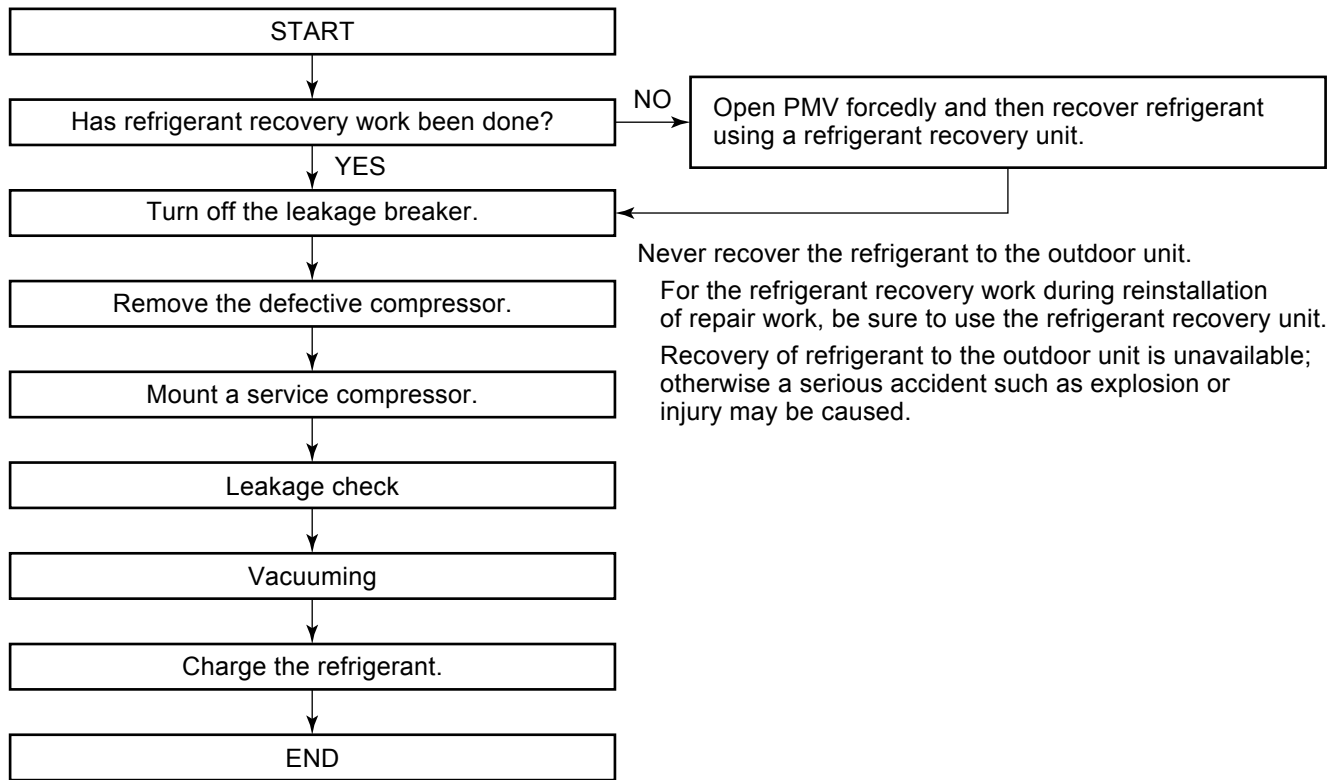 START
Has refrigerant recovery work been done?
NO
Open PMV forcedly and then recover refrigerant
using a refrigerant recovery unit.
YES
Turn off the leakage breaker.
Never recover the refrigerant to the outdoor unit.
For the refrigerant recovery work during reinstallation
of repair work, be sure to use the refrigerant recovery unit.
Recovery of refrigerant to the outdoor unit is unavailable;
otherwise a serious accident such as explosion or
injury may be caused.
Remove the defective compressor.
Mount a service compressor.
Leakage check
Vacuuming
Charge the refrigerant.
END